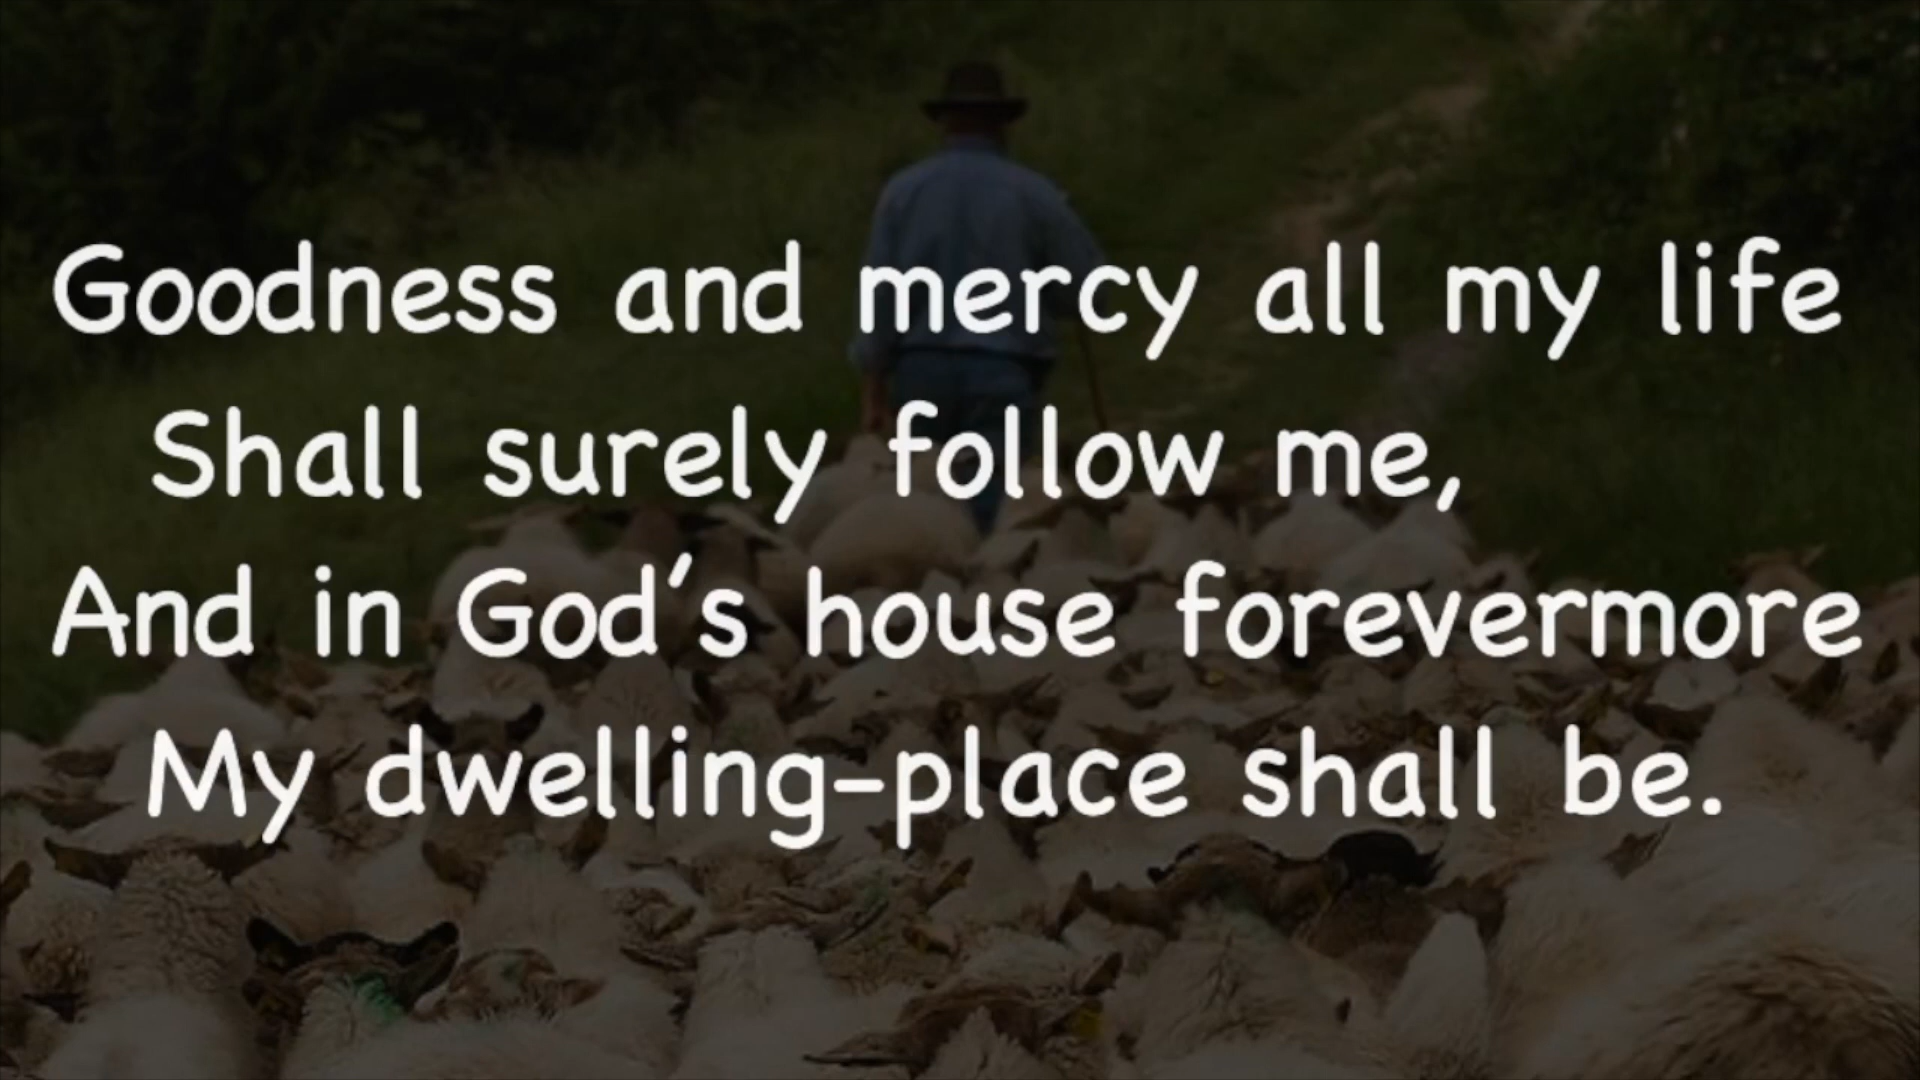 Goodness and mercy all my life
Shall surely follow me,
And in God's house forevermore
My dwelling-place shall be.